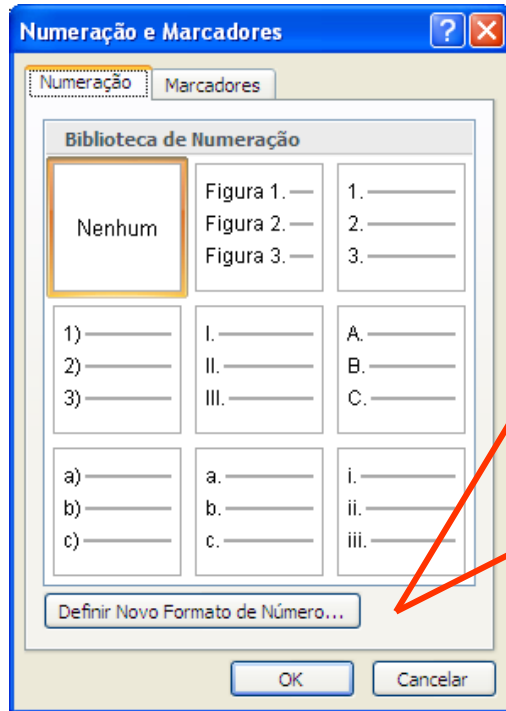 Numeração e Marcadores
Numeração Marcadores
Biblioteca de Numeração
Nenhum
Figura 1.
Figura 2.
Figura 3.
1.
2.
3.
1)
2)
3)
I.
II.
III.
A.
B.
C.
a)
b)
c)
a.
b.
c.
i.
ii.
iii.
Definir Novo Formato de Número...
OK Cancelar